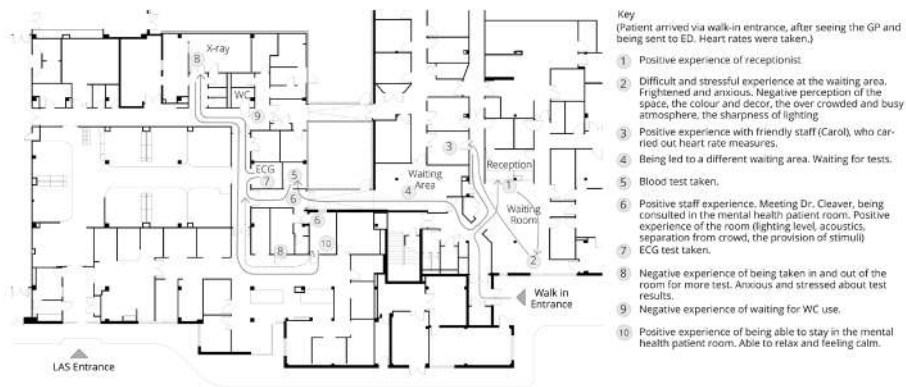 X-ray
8
WC
9
ECG
7
5
6
6
8
10
3
Reception
1
Waiting
Area
4
Waiting
Room
2
Walk in
Entrance
LAS Entrance
Key
(Patient arrived via walk-in entrance, after seeing the GP and
being sent to ED. Heart rates were taken.)
1 Positive experience of receptionist
2 Difficult and stressful experience at the waiting area.
Frightened and anxious. Negative perception of the
space, the colour and decor, the over crowded and busy
atmosphere, the sharpness of lighting
3 Positive experience with friendly staff (Carol), who car-
ried out heart rate measures.
4 Being led to a different waiting area. Waiting for tests.
5 Blood test taken.
6 Positive staff experience. Meeting Dr. Cleaver, being
consulted in the mental health patient room. Positive
experience of the room (lighting level, acoustics,
separation from crowd, the provision of stimuli)
7 ECG test taken.
8 Negative experience of being taken in and out of the
room for more test. Anxious and stressed about test
results.
9 Negative experience of waiting for WC use.
10 Positive experience of being able to stay in the mental
health patient room. Able to relax and feeling calm.